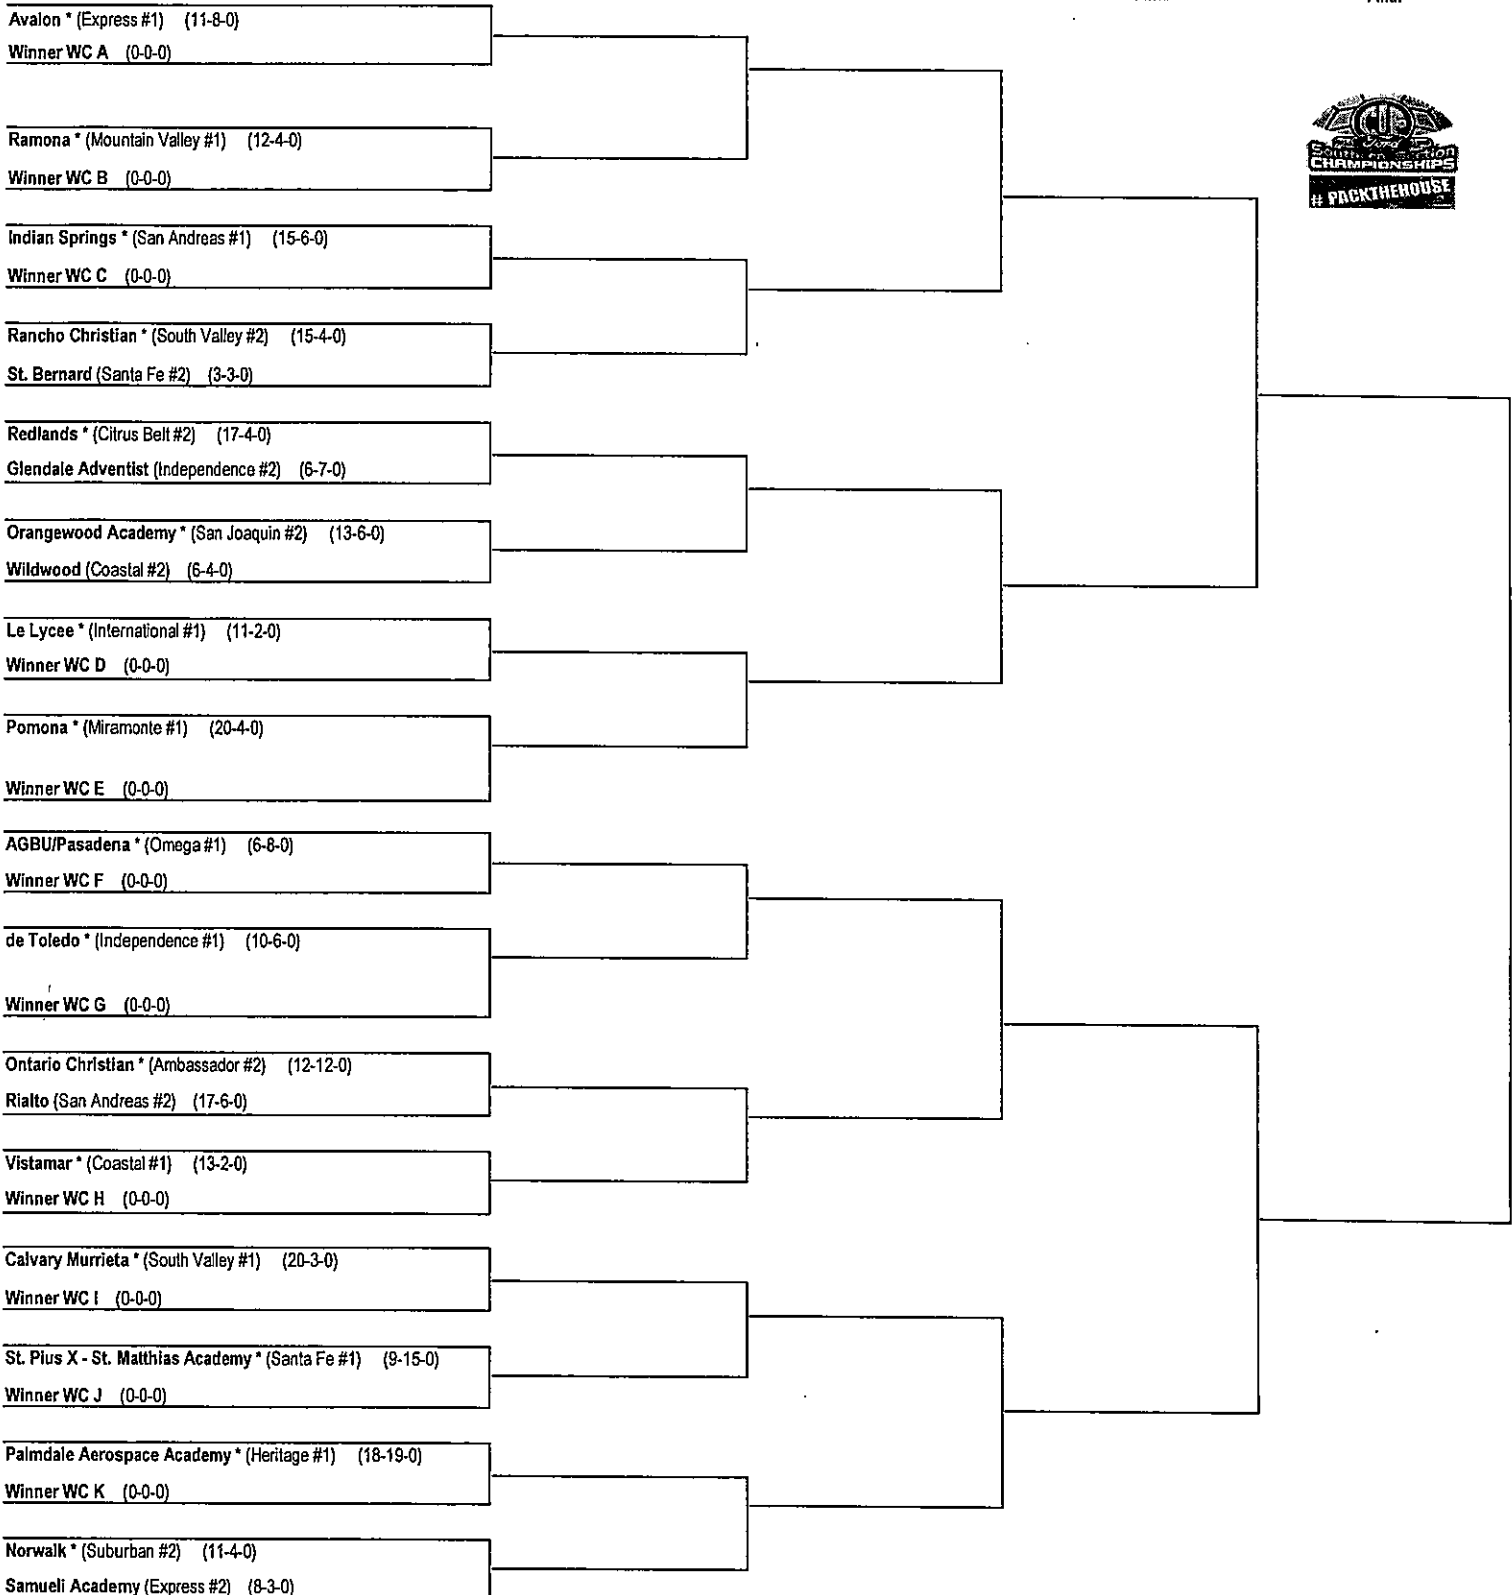 Avalon * (Express #1) (11-8-0)
Winner WC A (0-0-0)
Ramona * (Mountain Valley #1) (12-4-0)
Winner WC B (0-0-0)
Indian Springs * (San Andreas #1) (15-6-0)
Winner WC C (0-0-0)
Rancho Christian * (South Valley #2) (15-4-0)
St. Bernard (Santa Fe #2) (3-3-0)
Redlands * (Citrus Belt #2) (17-4-0)
Glendale Adventist (Independence #2) (6-7-0)
Orangewood Academy * (San Joaquin #2) (13-6-0)
Wildwood (Coastal #2) (6-4-0)
Le Lycee * (International #1) (11-2-0)
Winner WC D (0-0-0)
Pomona * (Miramonte #1) (20-4-0)
Winner WC E (0-0-0)
AGBU/Pasadena * (Omega #1) (6-8-0)
Winner WC F (0-0-0)
de Toledo * (Independence #1) (10-6-0)
Winner WC G (0-0-0)
Ontario Christian * (Ambassador #2) (12-12-0)
Rialto (San Andreas #2) (17-6-0)
Vistamar * (Coastal #1) (13-2-0)
Winner WC H (0-0-0)
Calvary Murrieta * (South Valley #1) (20-3-0)
Winner WC I (0-0-0)
St. Pius X - St. Matthias Academy * (Santa Fe #1) (9-15-0)
Winner WC J (0-0-0)
Palmdale Aerospace Academy * (Heritage #1) (18-19-0)
Winner WC K (0-0-0)
Norwalk * (Suburban #2) (11-4-0)
Samueli Academy (Express #2) (8-3-0)
CIF
Ford
Southern Section
CHAMPIONSHIPS
# PACKTHEHOUSE